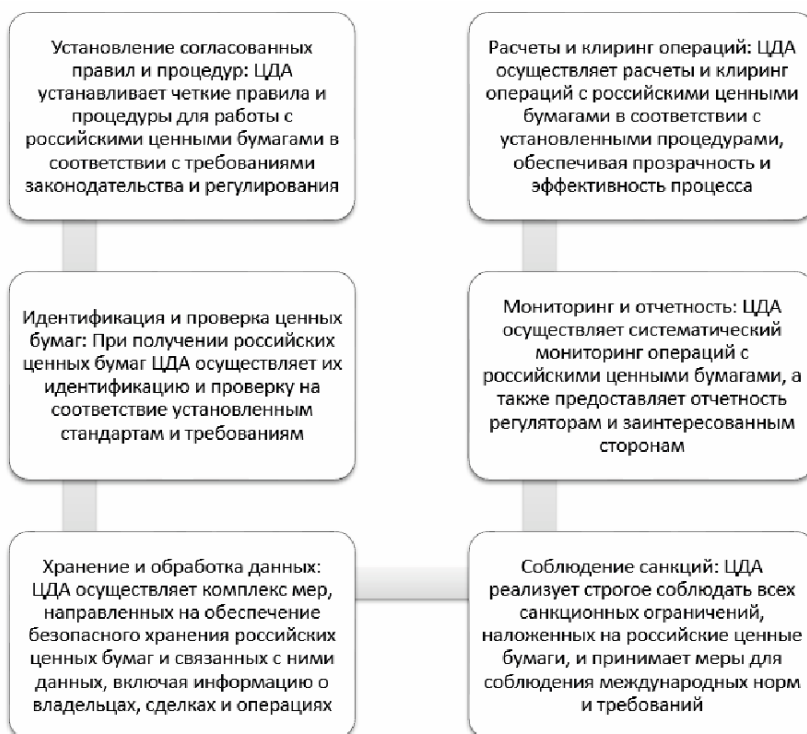 Установление согласованных
правил и процедур: ЦДА
устанавливает четкие правила и
процедуры для работы с
российскими ценными бумагами в
соответствии с требованиями
законодательства и регулирования
Идентификация и проверка ценных
бумаг: При получении российских
ценных бумаг ЦДА осуществляет их
идентификацию и проверку на
соответствие установленным
стандартам и требованиям
Хранение и обработка данных:
ЦДА осуществляет комплекс мер,
направленных на обеспечение
безопасного хранения российских
ценных бумаг и связанных с ними
данных, включая информацию о
владельцах, сделках и операциях
Соблюдение санкций: ЦДА
реализует строгое соблюдать всех
санкционных ограничений,
наложенных на российские ценные
бумаги, и принимает меры для
соблюдения международных норм
и требований
Мониторинг и отчетность: ЦДА
осуществляет систематический
мониторинг операций с
российскими ценными бумагами, а
также предоставляет отчетность
регуляторам и заинтересованным
сторонам
Расчеты и клиринг операций: ЦДА
осуществляет расчеты и клиринг
операций с российскими ценными
бумагами в соответствии с
установленными процедурами,
обеспечивая прозрачность и
эффективность процесса